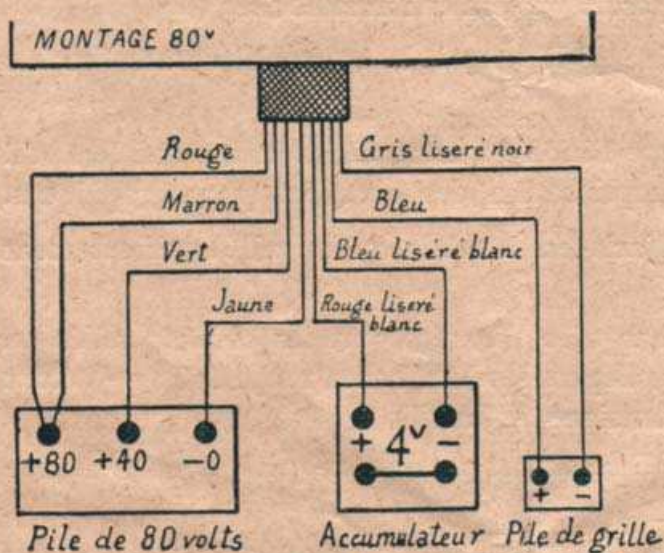 MONTAGE 80v
Rouge
Gris liseré noir
Marron
Bleu
Vert
Bleu liséré blanc
Jaune
Rouge liseré
blanc
+ 4v -
+80 +40 -0
+ -
Pile de 80 volts
Accumulateur
Pile de grille